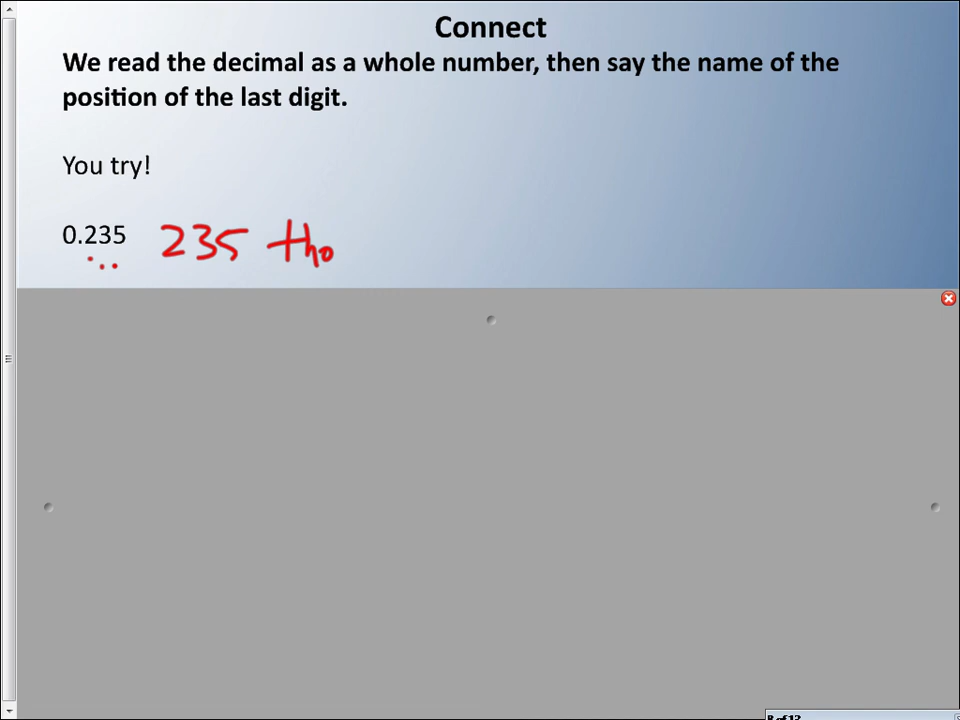 Connect
We read the decimal as a whole number, then say the name of the
position of the last digit.
You try!
0.235 235 tho